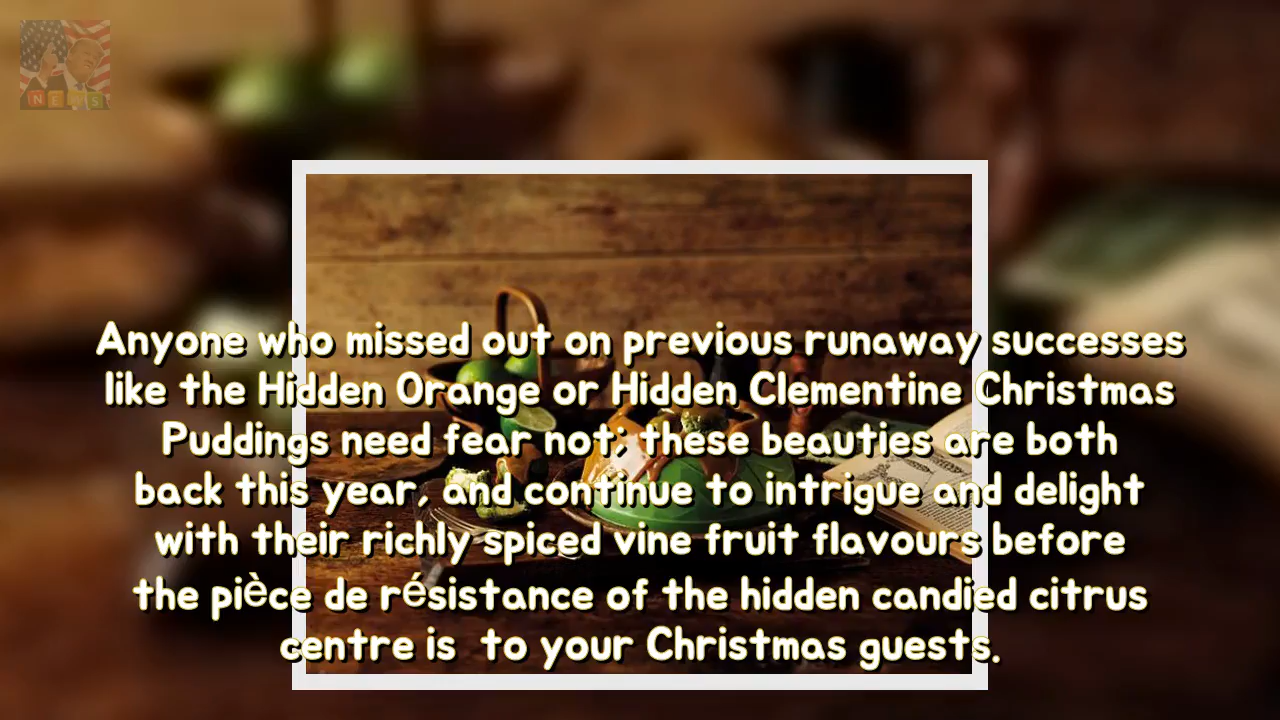 NEWS
Anyone who missed out on previous runaway successes
like the Hidden Orange or Hidden Clementine Christmas
Puddings need fear not; these beauties are both
back this year, and continue to intrigue and delight
with their richly spiced vine fruit flavours before
the pièce de résistance of the hidden candied citrus
centre is  to your Christmas guests.